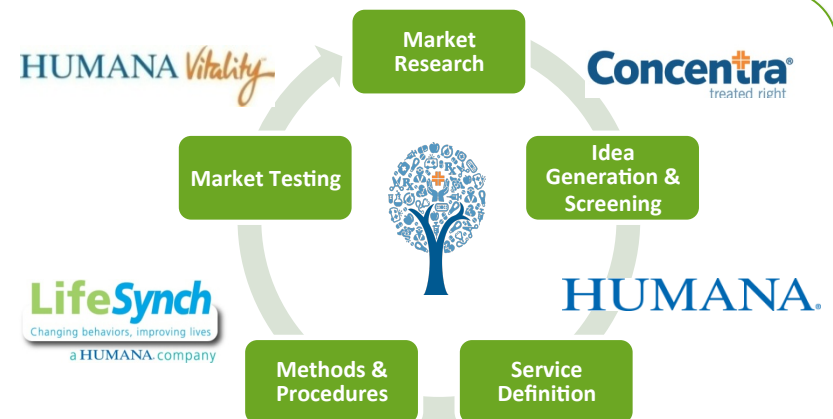 Market
Research
HUMANA Vitality
Concentra®
treated right
Idea
Generation &
Screening
Market Testing
HUMANA®
LifeSynch
Changing behaviors, improving lives
a HUMANA company
Methods &
Procedures
Service
Definition